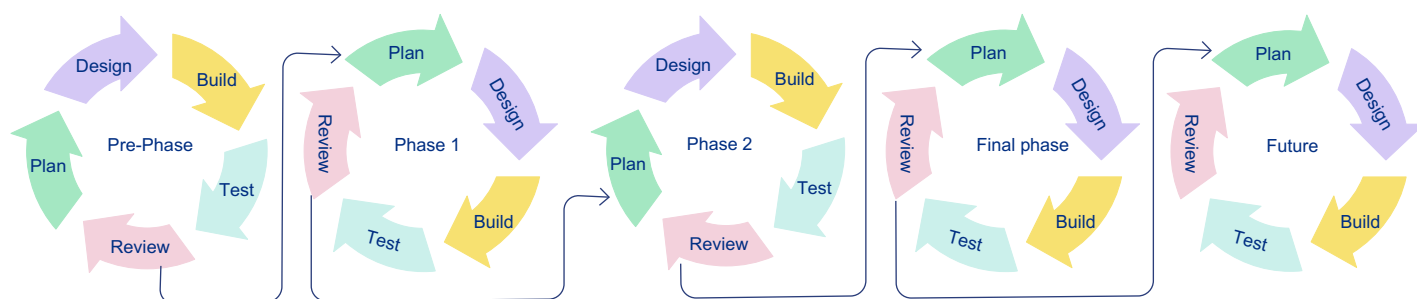 Pre-Phase
Plan
Design
Build
Test
Review
Phase 1
Plan
Design
Build
Test
Review
Phase 2
Plan
Design
Build
Test
Review
Final phase
Plan
Design
Build
Test
Review
Future
Plan
Design
Build
Test
Review